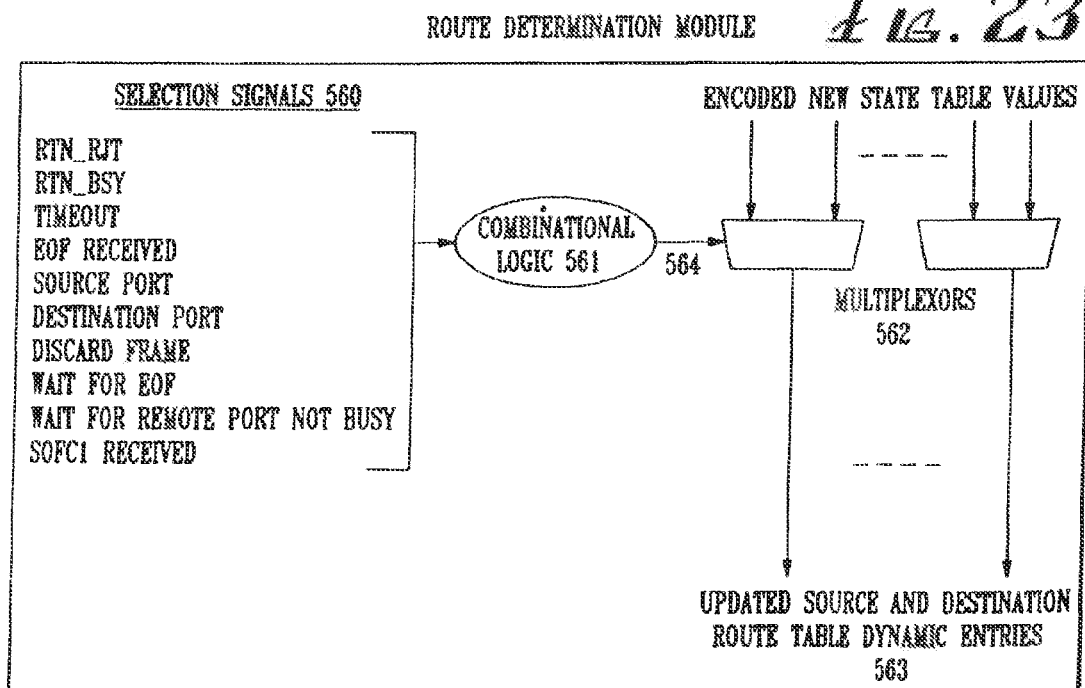 ROUTE DETERMINATION MODULE
FIG. 23
SELECTION SIGNALS 560
RTN_RJT
RTN_BSY
TIMEOUT
EOF RECEIVED
SOURCE PORT
DESTINATION PORT
DISCARD FRAME
WAIT FOR EOF
WAIT FOR REMOTE PORT NOT BUSY
SOFC1 RECEIVED
COMBINATIONAL
LOGIC 561
564
ENCODED NEW STATE TABLE VALUES
MULTIPLEXORS
562
UPDATED SOURCE AND DESTINATION
ROUTE TABLE DYNAMIC ENTRIES
563